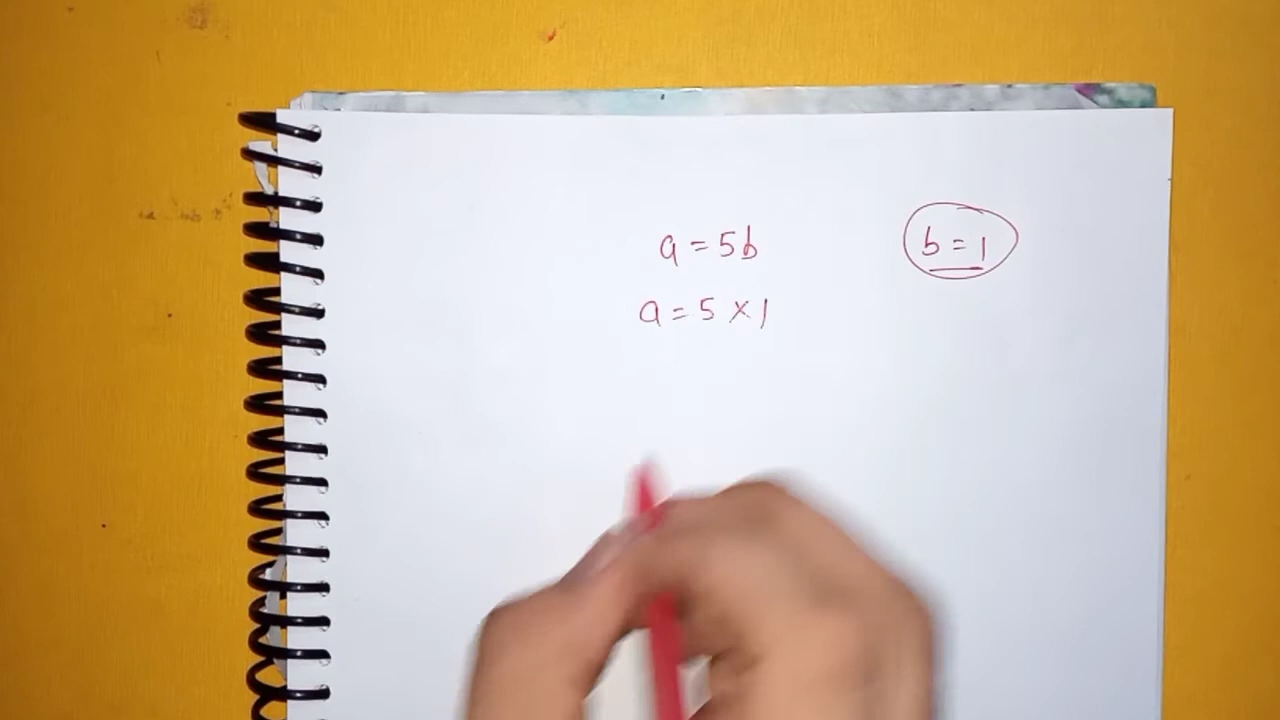 a = 5b
b = 1
a = 5 × 1